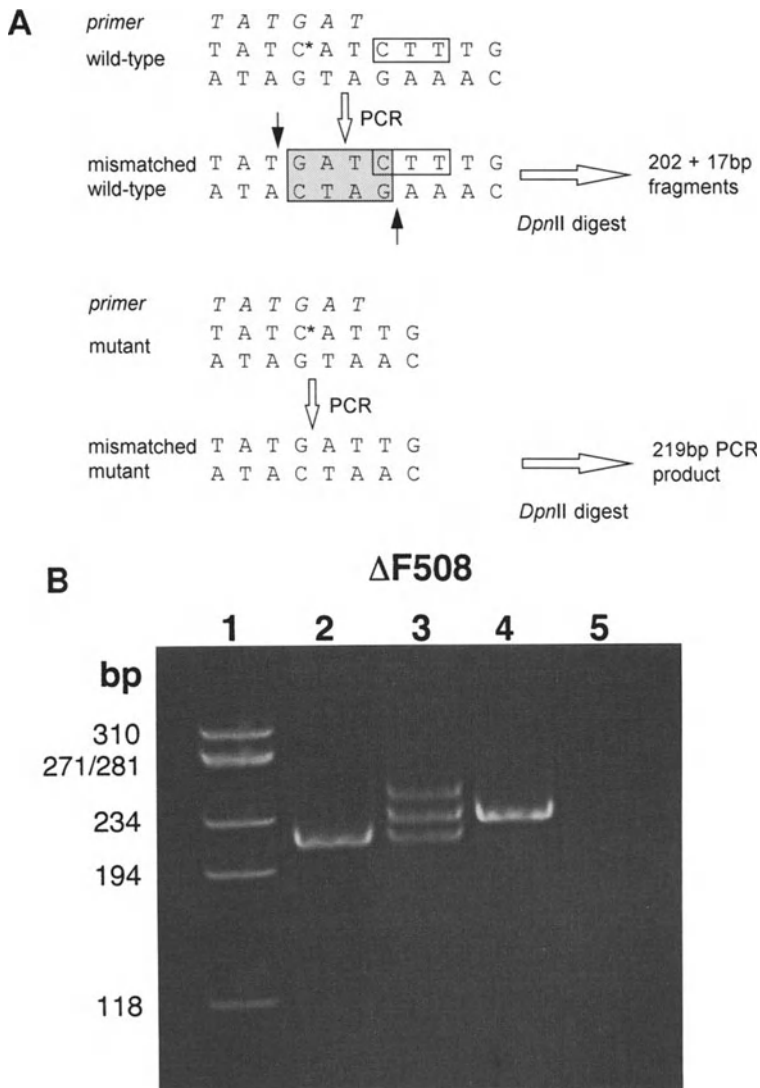 A
primer T A T G A T
wild-type T A T C* A T C T T T G
A T A G T A G A A A C
PCR
mismatched T A T G A T C T T T G
wild-type A T A C T A G A A A C
202 + 17bp
fragments
DpnII digest
primer T A T G A T
mutant T A T C* A T T G
A T A G T A A C
PCR
mismatched T A T G A T T G
mutant A T A C T A A C
219bp PCR
product
DpnII digest
B ΔF508
1 2 3 4 5
bp
310
271/281
234
194
118